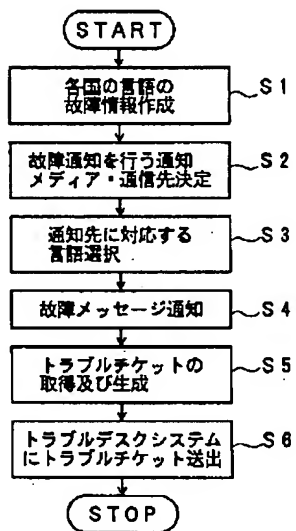 START
各国の言語の
故障情報作成
S1
故障通知を行う通知
メディア・通信先決定
S2
通知先に対応する
言語選択
S3
故障メッセージ通知
S4
トラブルチケットの
取得及び生成
S5
トラブルデスクシステム
にトラブルチケット送出
S6
STOP